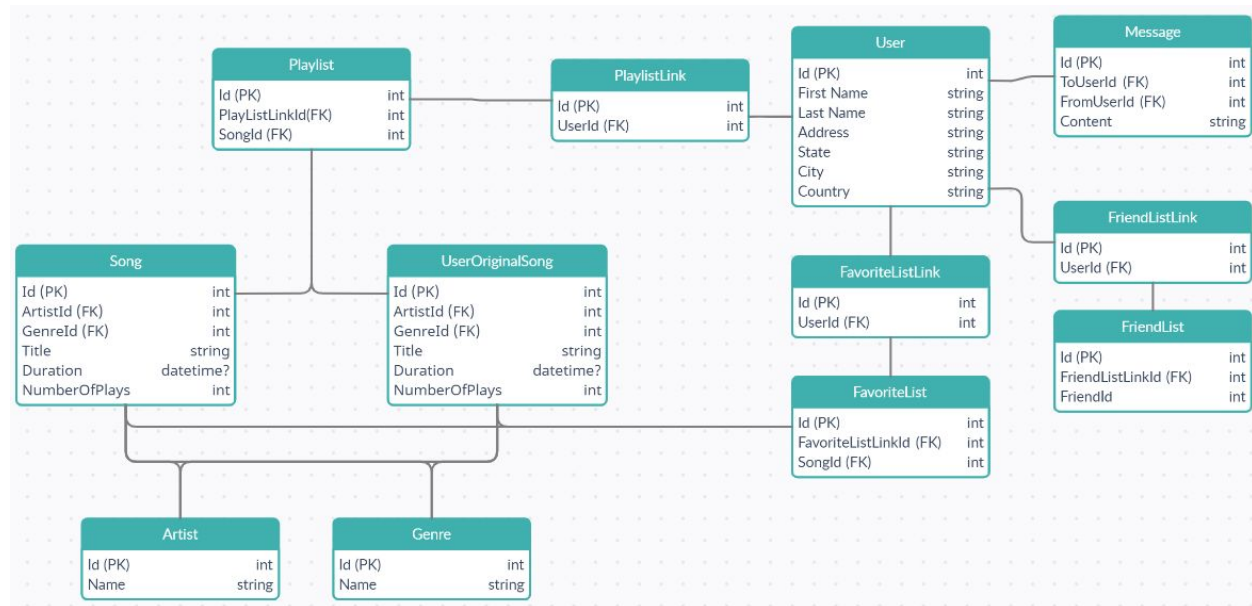 Playlist
Id (PK) int
PlayListLinkId(FK) int
SongId (FK) int
PlaylistLink
Id (PK) int
UserId (FK) int
User
Id (PK) int
First Name string
Last Name string
Address string
State string
City string
Country string
Message
Id (PK) int
ToUserId (FK) int
FromUserId (FK) int
Content string
Song
Id (PK) int
ArtistId (FK) int
GenreId (FK) int
Title string
Duration datetime?
NumberOfPlays int
UserOriginalSong
Id (PK) int
ArtistId (FK) int
GenreId (FK) int
Title string
Duration datetime?
NumberOfPlays int
FavoriteListLink
Id (PK) int
UserId (FK) int
FriendListLink
Id (PK) int
UserId (FK) int
FriendList
Id (PK) int
FriendListLinkId (FK) int
FriendId int
FavoriteList
Id (PK) int
FavoriteListLinkId (FK) int
SongId (FK) int
Artist
Id (PK) int
Name string
Genre
Id (PK) int
Name string